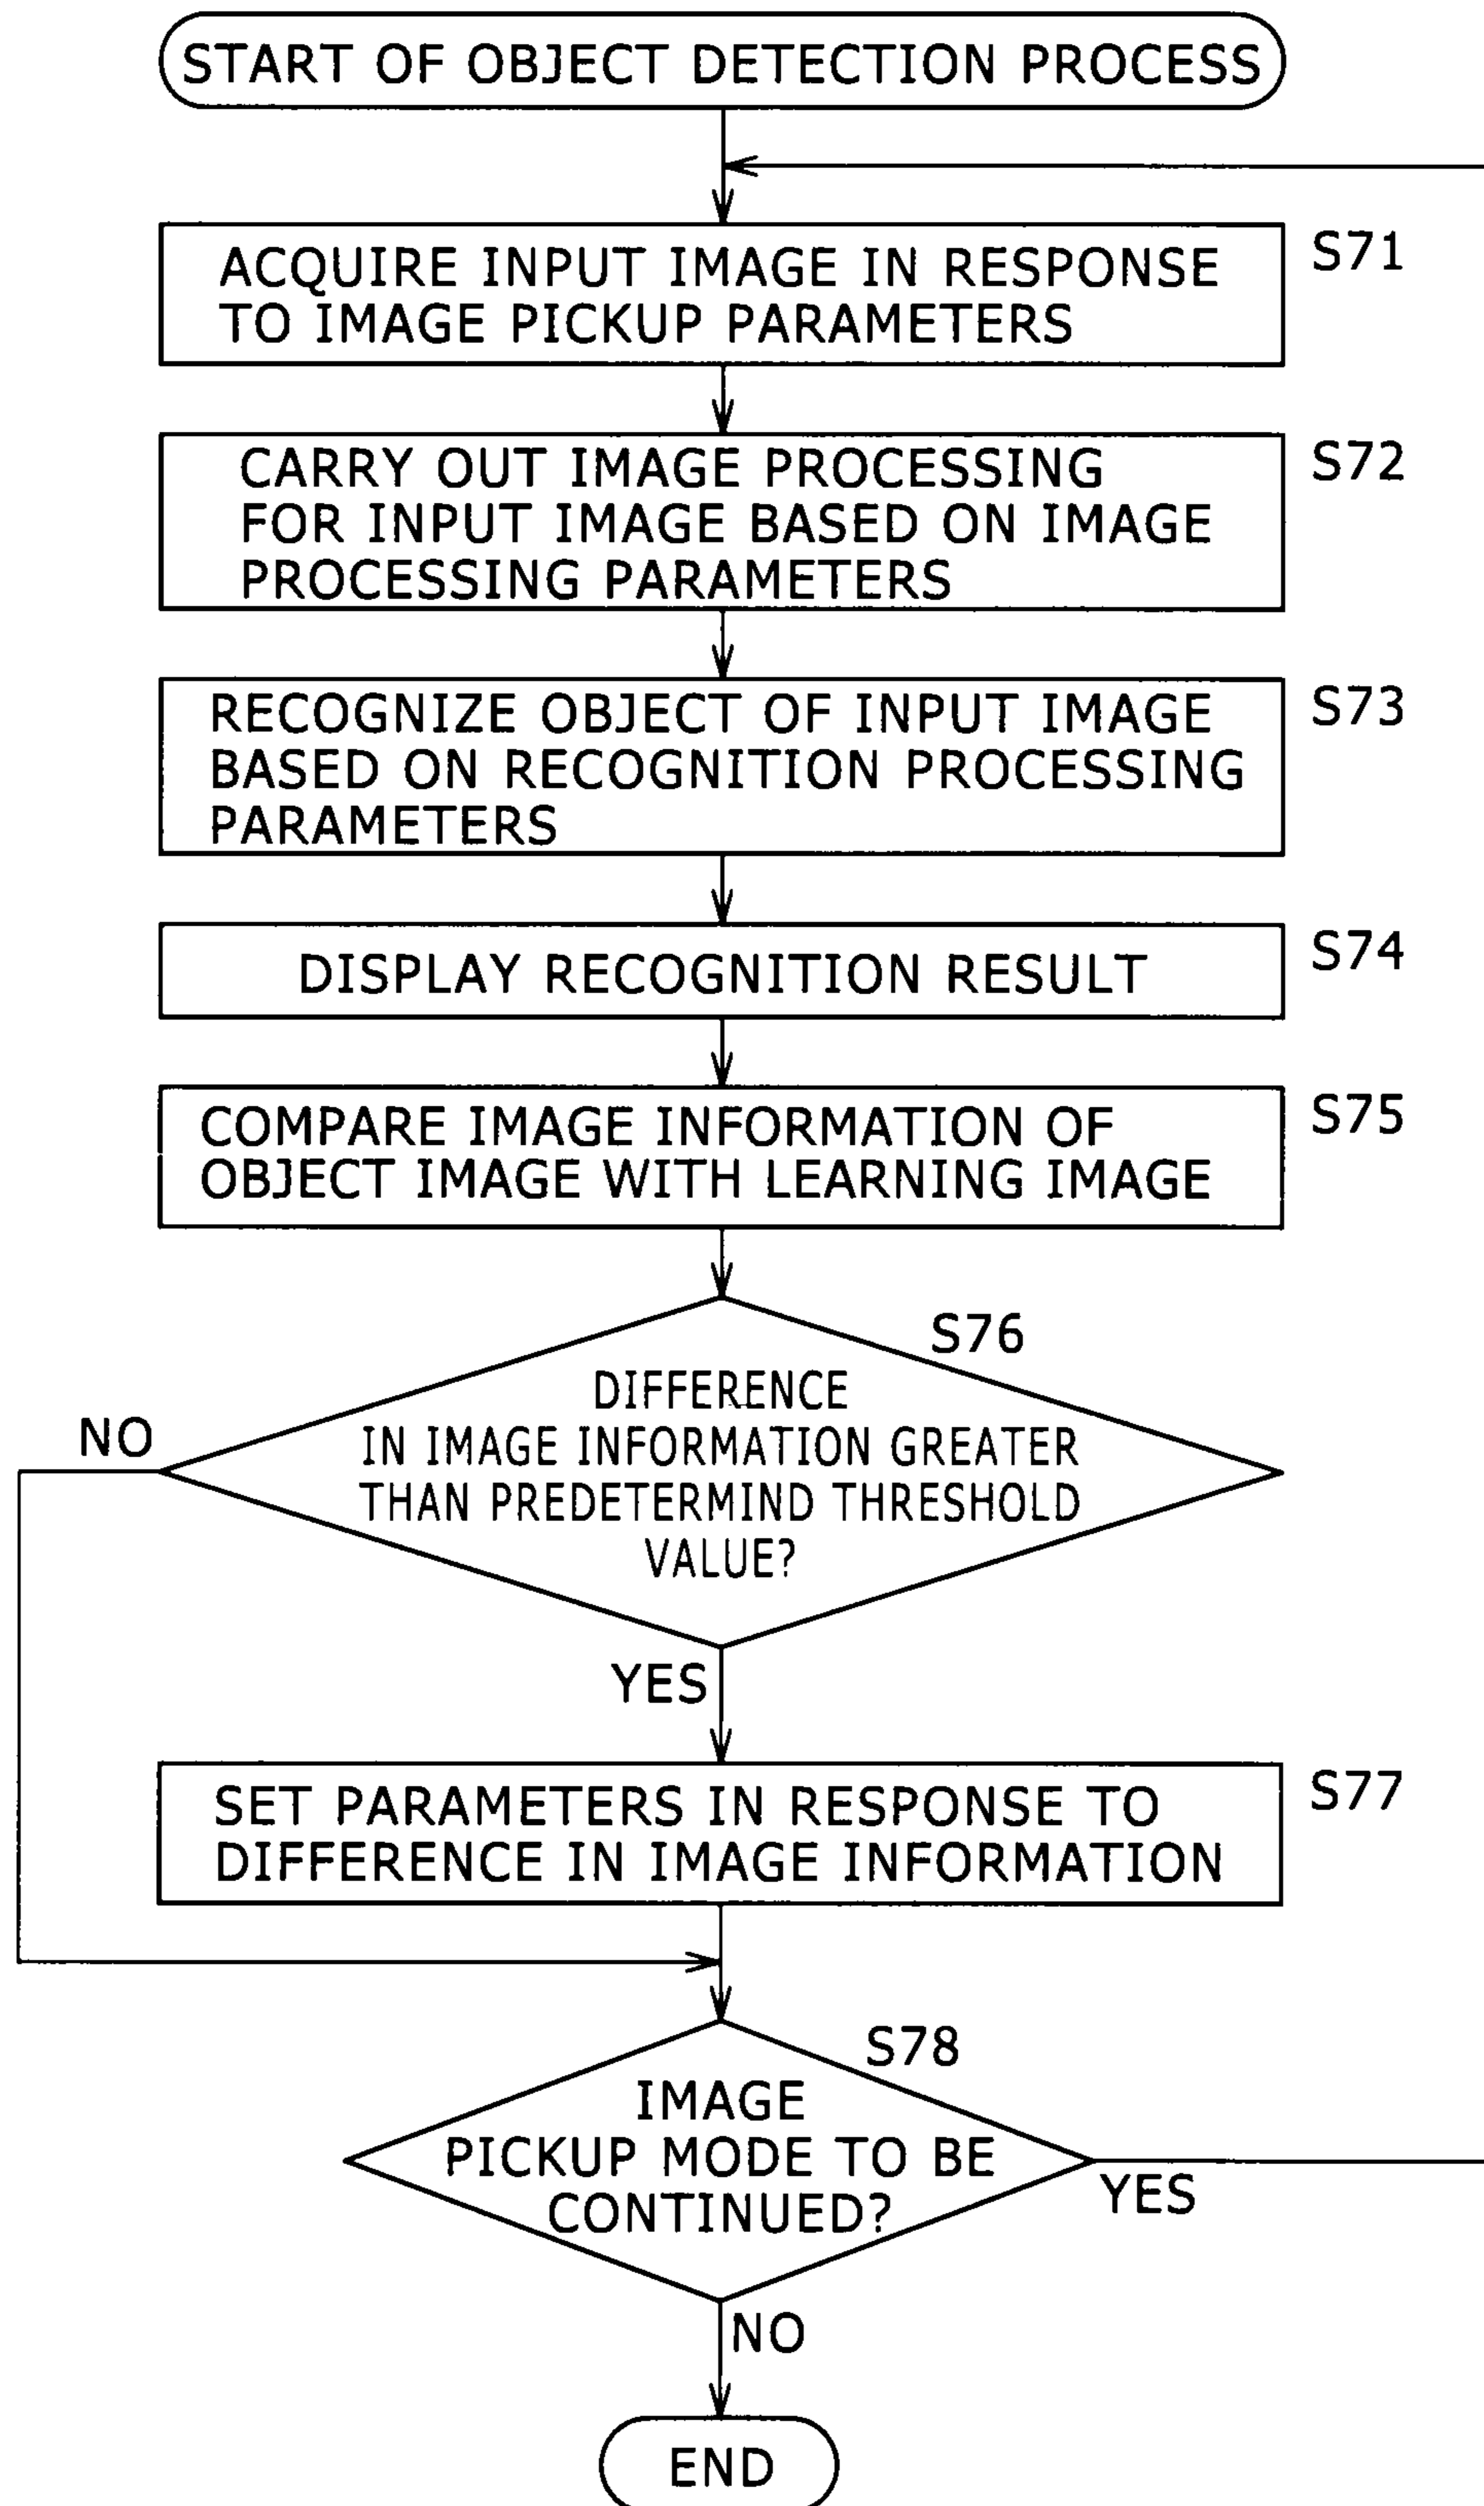 START OF OBJECT DETECTION PROCESS
ACQUIRE INPUT IMAGE IN RESPONSE
TO IMAGE PICKUP PARAMETERS
S71
CARRY OUT IMAGE PROCESSING
FOR INPUT IMAGE BASED ON IMAGE
PROCESSING PARAMETERS
S72
RECOGNIZE OBJECT OF INPUT IMAGE
BASED ON RECOGNITION PROCESSING
PARAMETERS
S73
DISPLAY RECOGNITION RESULT
S74
COMPARE IMAGE INFORMATION OF
OBJECT IMAGE WITH LEARNING IMAGE
S75
S76
DIFFERENCE
IN IMAGE INFORMATION GREATER
THAN PREDETERMIND THRESHOLD
VALUE?
NO
YES
SET PARAMETERS IN RESPONSE TO
DIFFERENCE IN IMAGE INFORMATION
S77
S78
IMAGE
PICKUP MODE TO BE
CONTINUED?
YES
NO
END